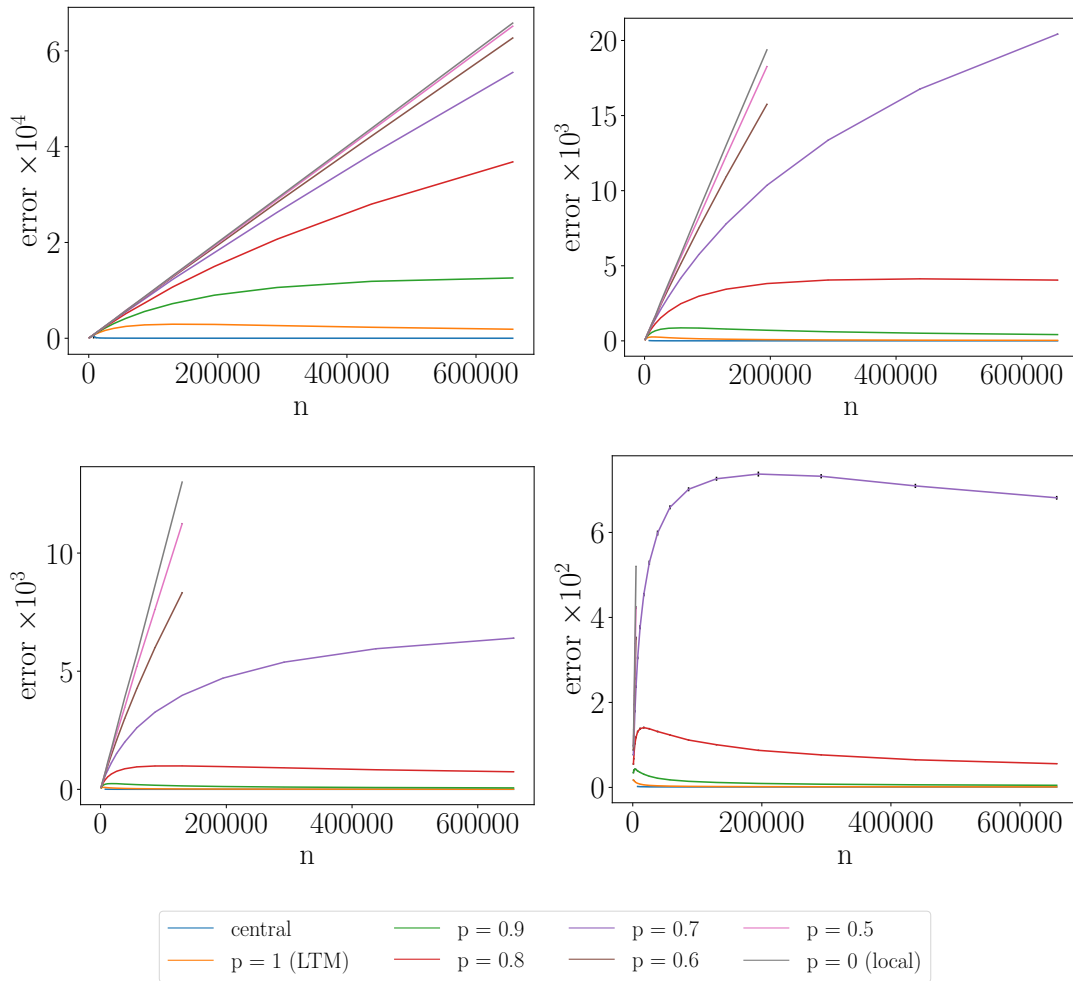 error ×10^4
6
4
2
0
0 200000 400000 600000
n
error ×10^3
20
15
10
5
0
0 200000 400000 600000
n
error ×10^3
10
5
0
0 200000 400000 600000
n
error ×10^2
6
4
2
0
0 200000 400000 600000
n
central p = 0.9 p = 0.7 p = 0.5
p = 1 (LTM) p = 0.8 p = 0.6 p = 0 (local)